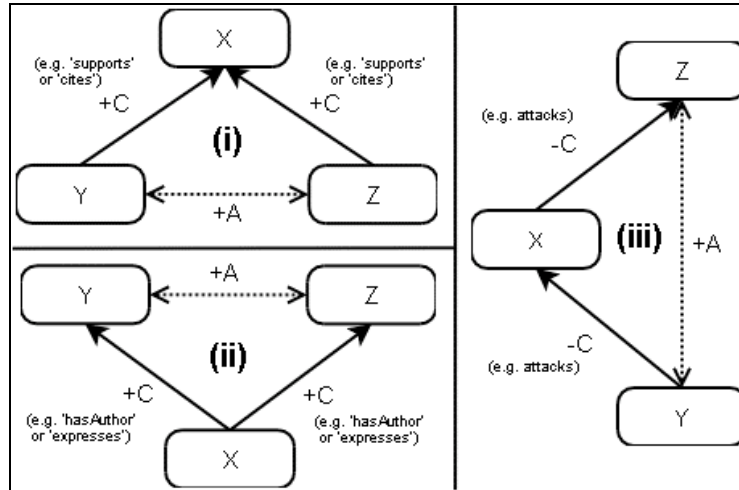 X
(e.g. 'supports'
or 'cites')
(e.g. 'supports'
or 'cites')
+C
+C
(i)
Y
Z
+A
+A
Y
Z
(ii)
+C
+C
(e.g. 'hasAuthor'
or 'expresses')
(e.g. 'hasAuthor'
or 'expresses')
X
Z
(e.g. attacks)
-C
X
(iii)
+A
-C
(e.g. attacks)
Y